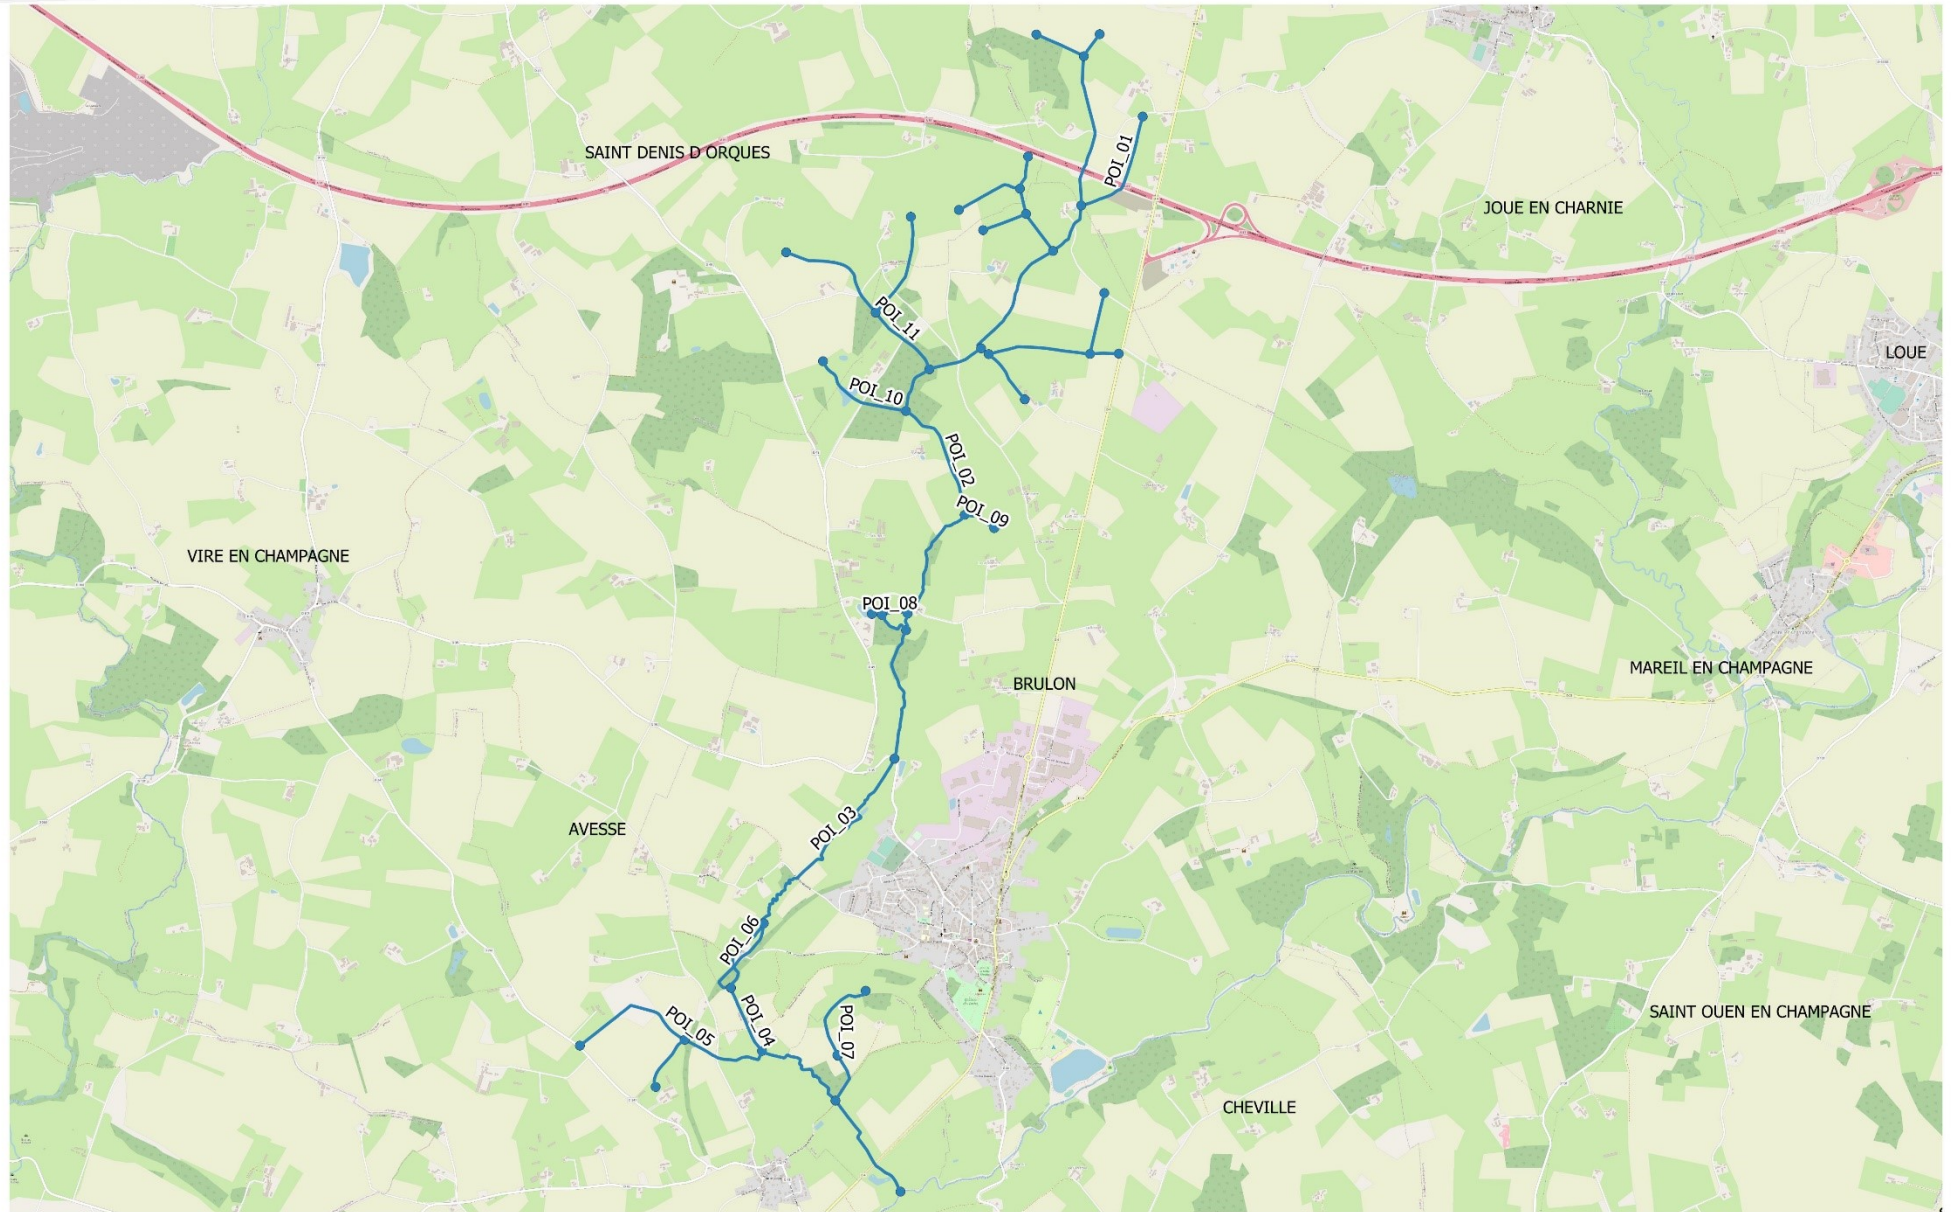 POI_01
SAINT DENIS D ORQUES
JOUE EN CHARNIE
POI_11
LOUE
POI_10
POI_02
POI_09
VIRE EN CHAMPAGNE
POI_08
MAREIL EN CHAMPAGNE
BRULON
POI_03
AVESSE
POI_06
POI_04
POI_05
POI_07
SAINT OUEN EN CHAMPAGNE
CHEVILLE